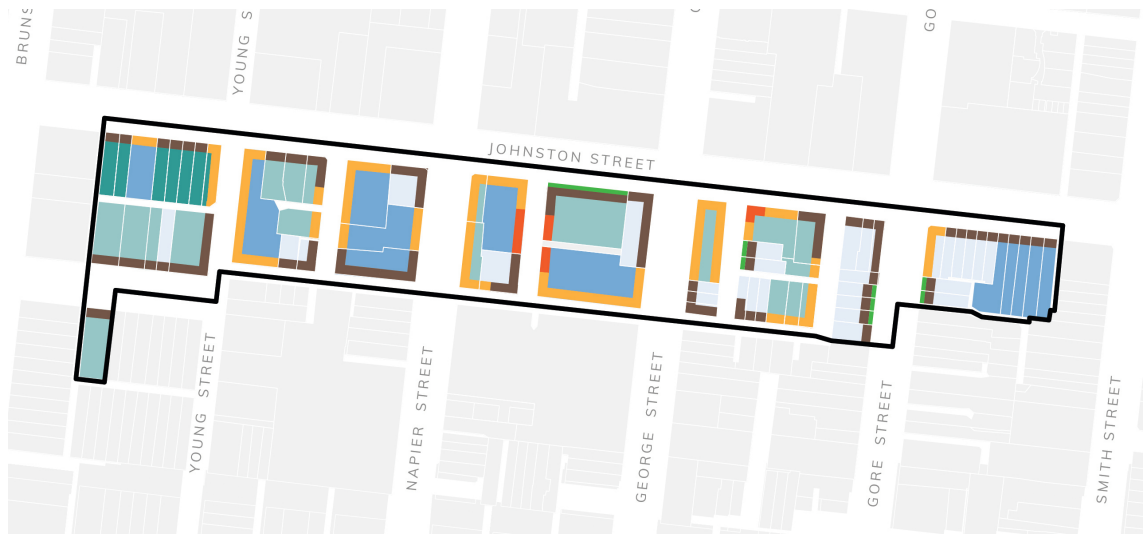 BRUNS
YOUNG S
GO
JOHNSTON STREET
YOUNG STREET
NAPIER STREET
GEORGE STREET
GORE STREET
SMITH STREET